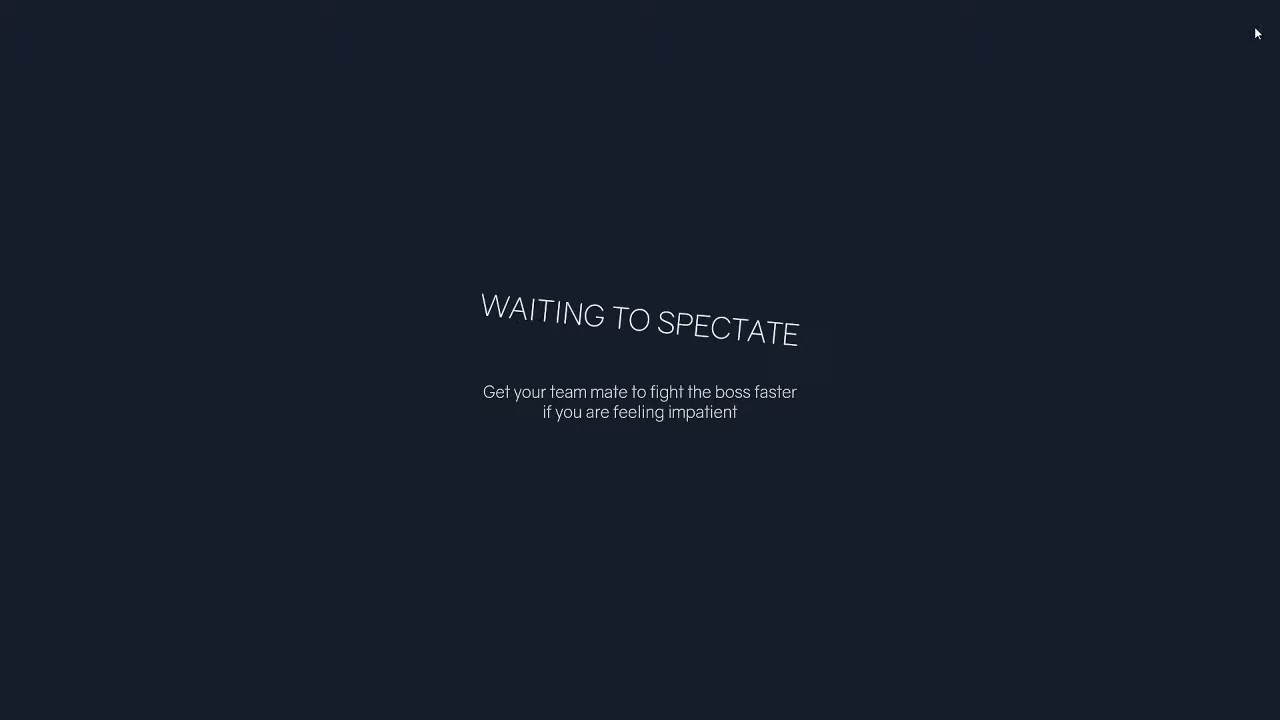 WAITING TO SPECTATE
Get your team mate to fight the boss faster
if you are feeling impatient